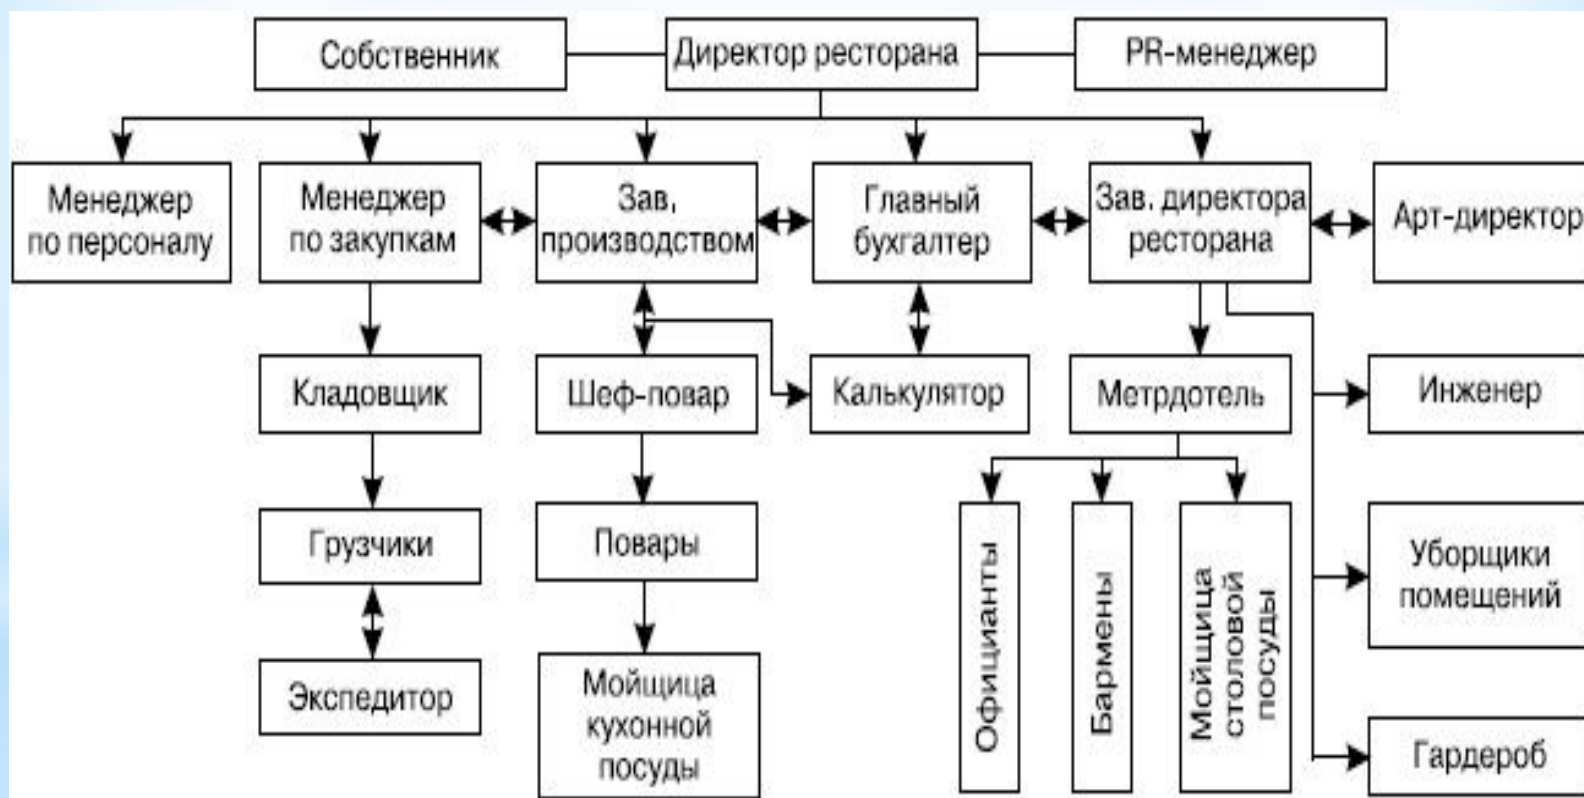 Собственник
Директор ресторана
PR-менеджер
Менеджер
по персоналу
Менеджер
по закупкам
Зав.
производством
Главный
бухгалтер
Зав. директора
ресторана
Арт-директор
Кладовщик
Шеф-повар
Калькулятор
Метрдотель
Инженер
Грузчики
Повары
Официанты
Бармены
Мойщица
столовой
посуды
Уборщики
помещений
Экспедитор
Мойщица
кухонной
посуды
Гардероб